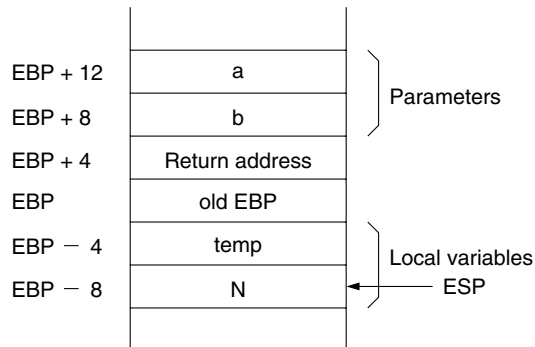 EBP + 12 a
Parameters
EBP + 8 b
EBP + 4 Return address
EBP old EBP
EBP − 4 temp
Local variables
EBP − 8 N ESP